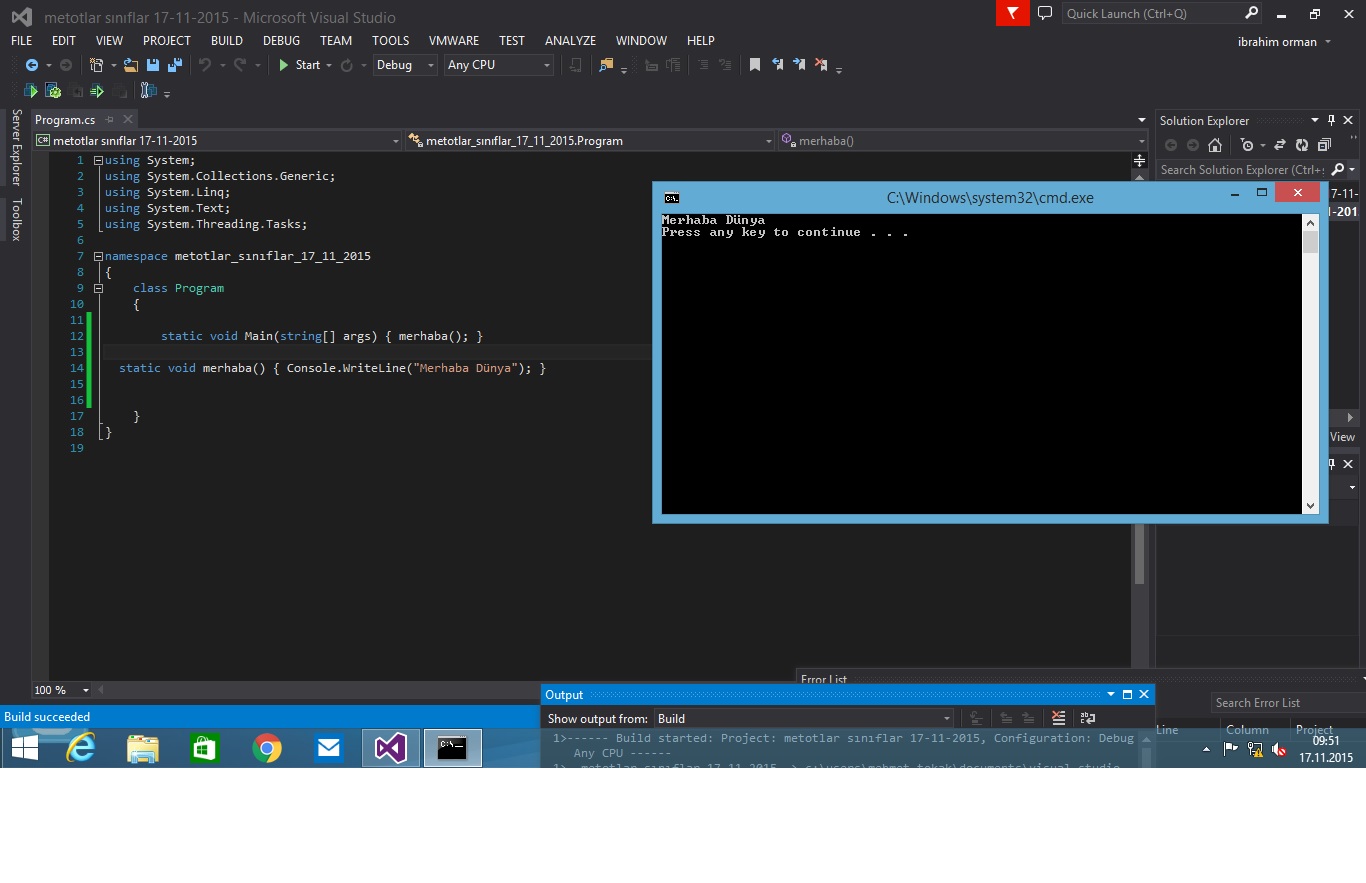 metotlar sınıflar 17-11-2015 - Microsoft Visual Studio
Quick Launch (Ctrl+Q)
FILE EDIT VIEW PROJECT BUILD DEBUG TEAM TOOLS VMWARE TEST ANALYZE WINDOW HELP
ibrahim orman
Start Debug Any CPU
Server Explorer
Toolbox
Program.cs
metotlar sınıflar 17-11-2015
metotlar_sınıflar_17_11_2015.Program
merhaba()
1 using System;
2 using System.Collections.Generic;
3 using System.Linq;
4 using System.Text;
5 using System.Threading.Tasks;
6
7 namespace metotlar_sınıflar_17_11_2015
8 {
9 class Program
10 {
11
12 static void Main(string[] args) { merhaba(); }
13
14 static void merhaba() { Console.WriteLine("Merhaba Dünya"); }
15
16
17 }
18 }
19
Solution Explorer
Search Solution Explorer (Ctrl+
7-11-
1-201
View
C:\Windows\system32\cmd.exe
Merhaba Dünya
Press any key to continue . . .
100 %
Error List
Search Error List
Line Column Project
Output
Show output from: Build
1>------ Build started: Project: metotlar sınıflar 17-11-2015, Configuration: Debug
Any CPU ------
Build succeeded
09:51
17.11.2015